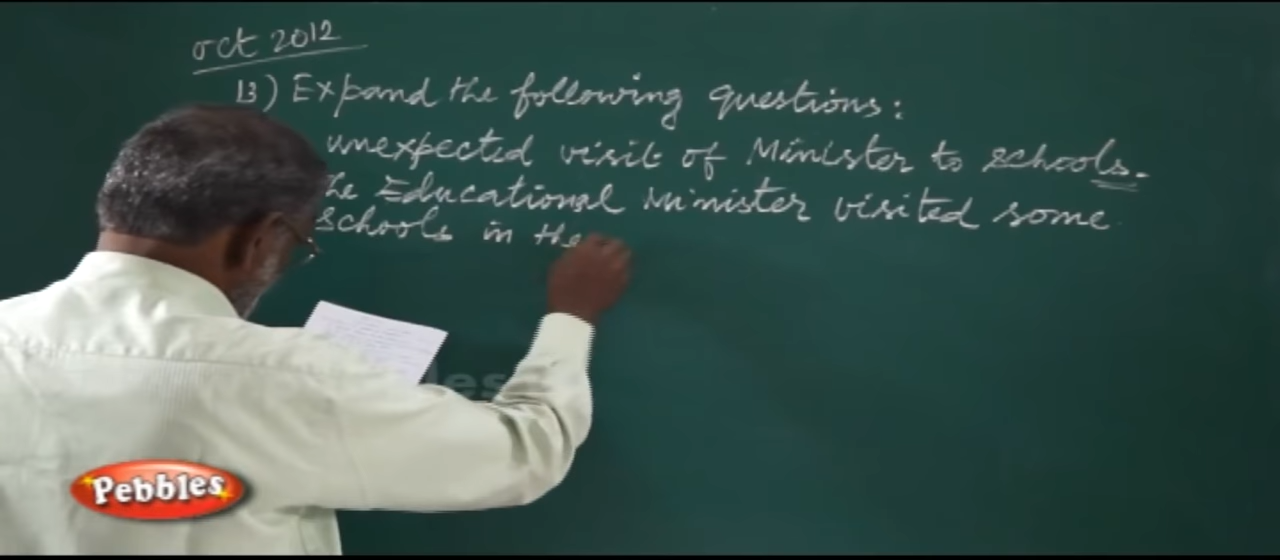 oct 2012
13) Expand the following questions:
unexpected visit of Minister to schools.
he Educational Minister visited some
schools in the
Pebbles